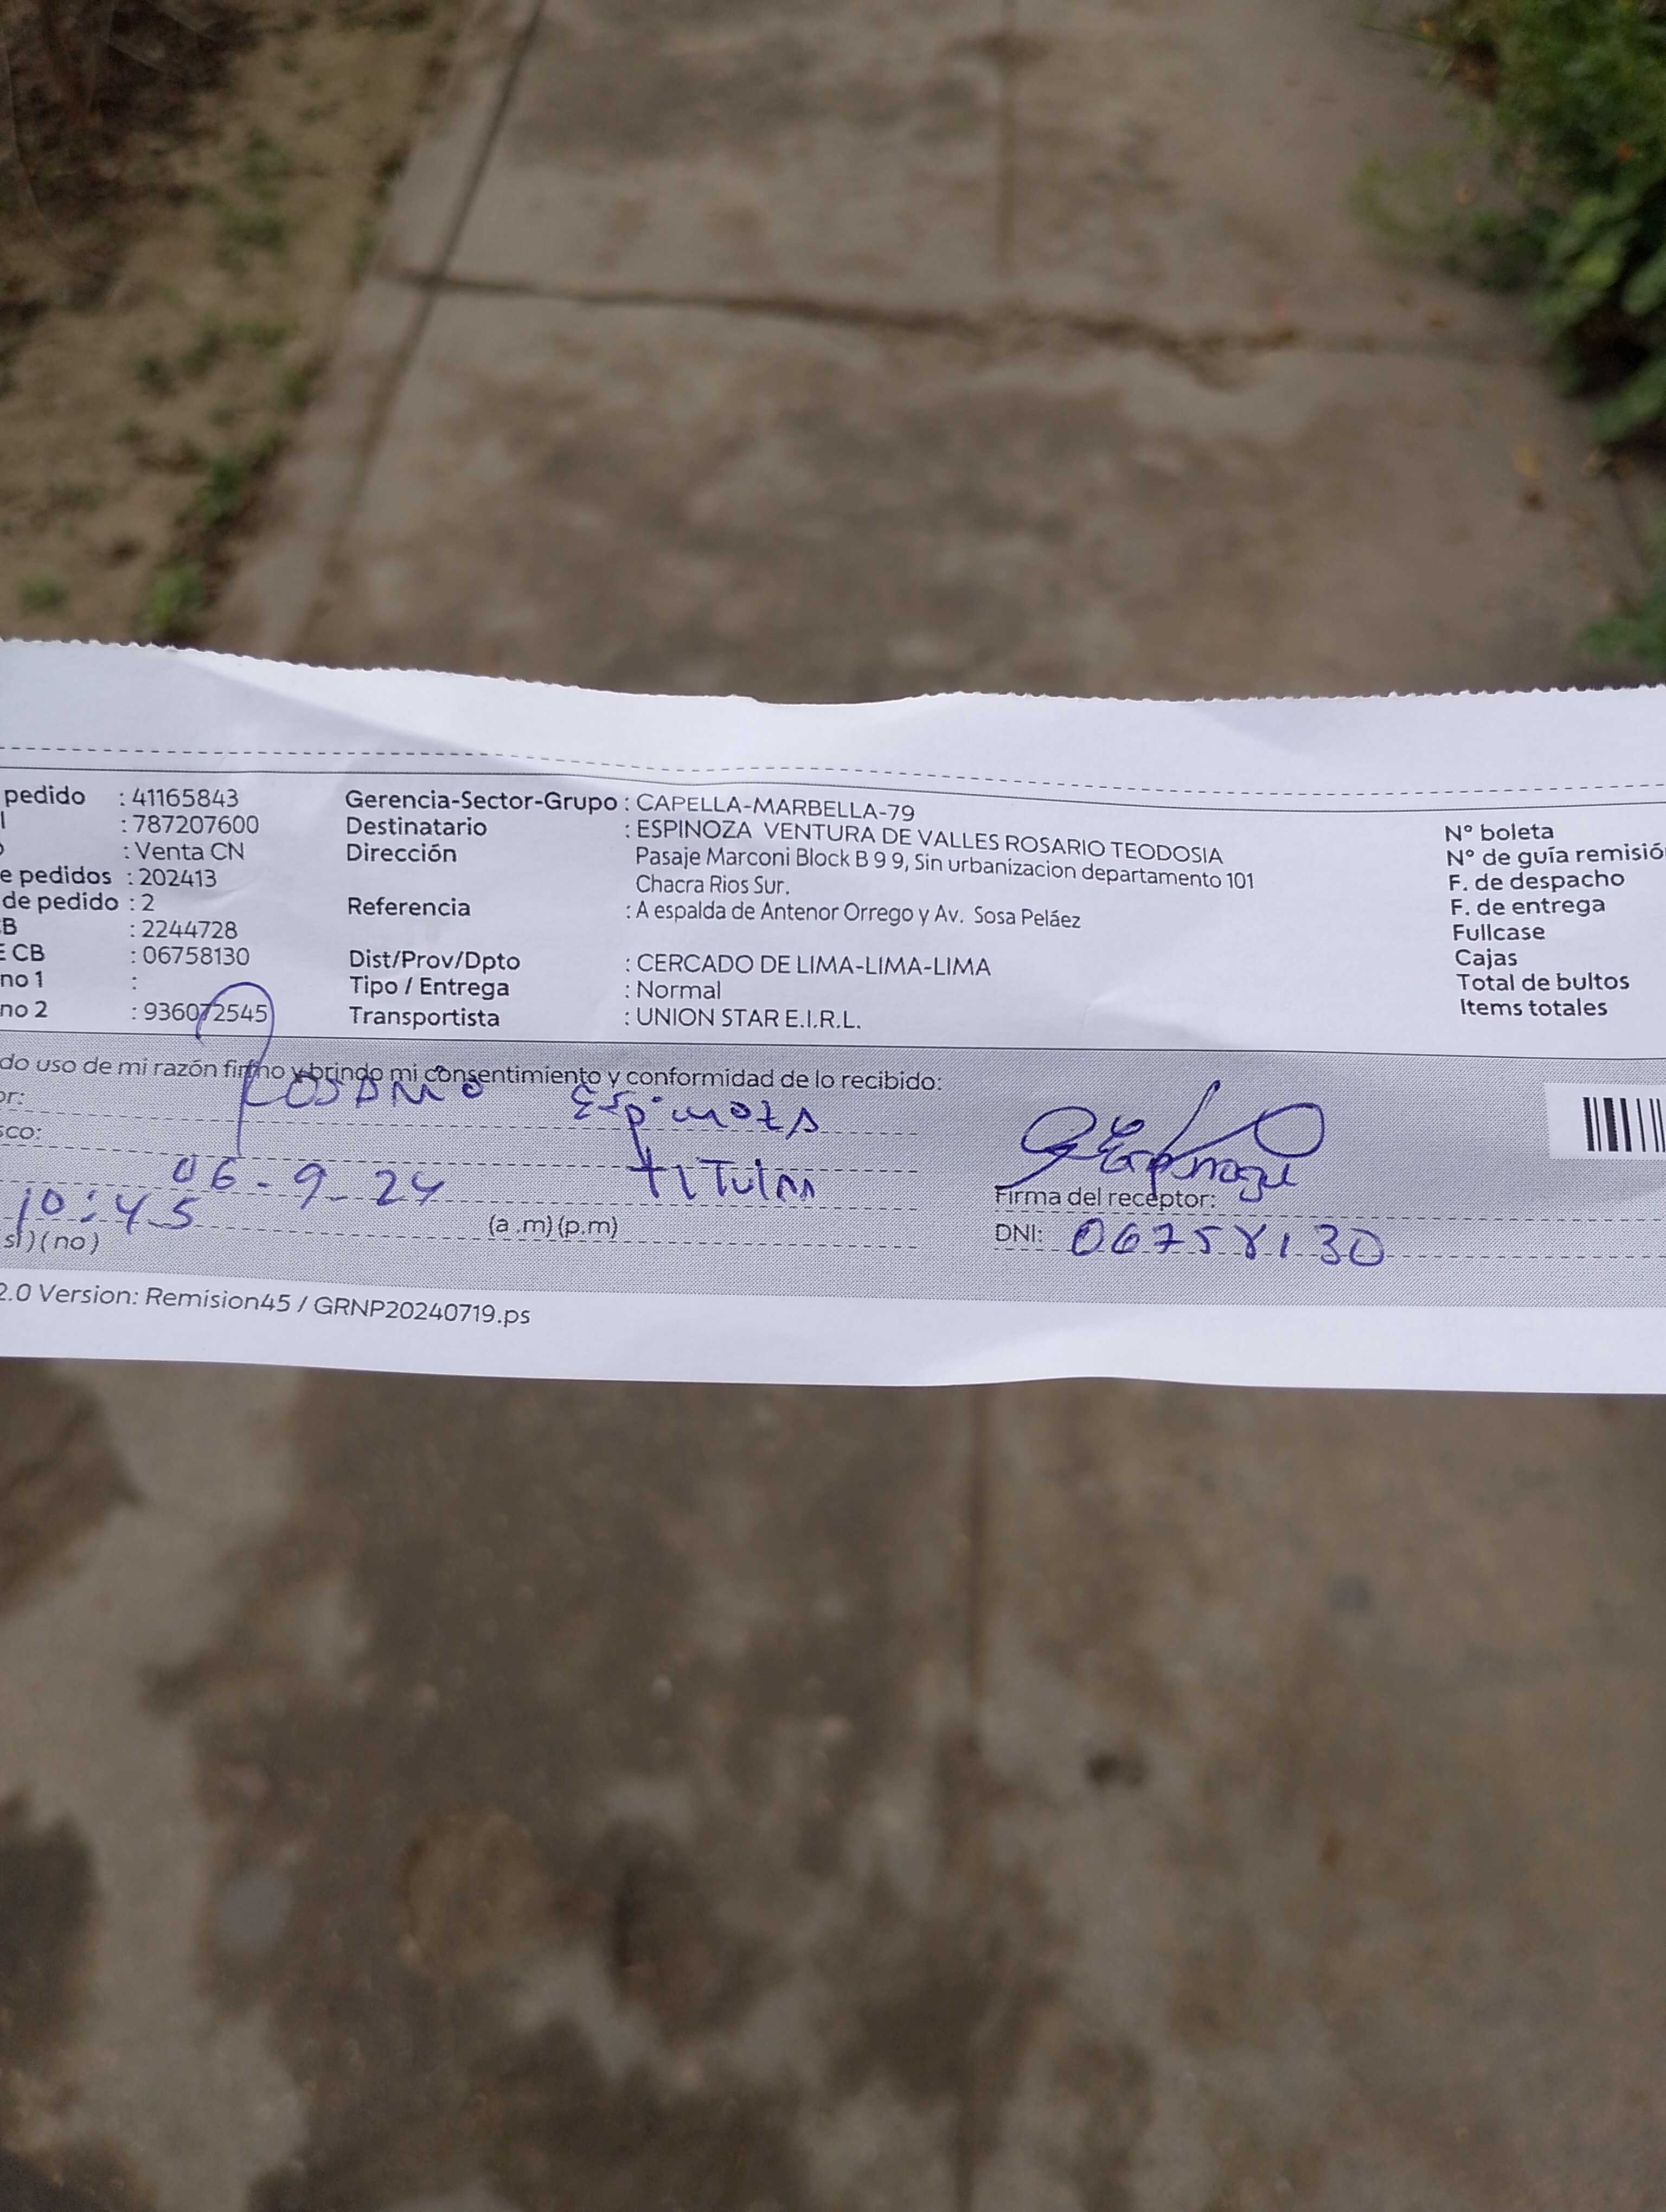 pedido : 41165843 Gerencia-Sector-Grupo : CAPELLA-MARBELLA-79
: 787207600 Destinatario : ESPINOZA VENTURA DE VALLES ROSARIO TEODOSIA Nº boleta
: Venta CN Dirección Pasaje Marconi Block B 9 9, Sin urbanizacion departamento 101 Nº de guía remisió
e pedidos : 202413 Chacra Rios Sur. F. de despacho
de pedido : 2 Referencia : A espalda de Antenor Orrego y Av. Sosa Peláez F. de entrega
B : 2244728 Fullcase
E CB : 06758130 Dist/Prov/Dpto : CERCADO DE LIMA-LIMA-LIMA Cajas
no 1 : Tipo / Entrega : Normal Total de bultos
no 2 : 936072545 Transportista : UNION STAR E.I.R.L. Items totales
do uso de mi razón firmo y brindo mi consentimiento y conformidad de lo recibido:
or: Espinoza
sco: titular
06-9-24
Firma del receptor:
10:45 (a .m) (p.m)
DNI: 06758130
si ) ( no )
2.0 Version: Remision45 / GRNP20240719.ps